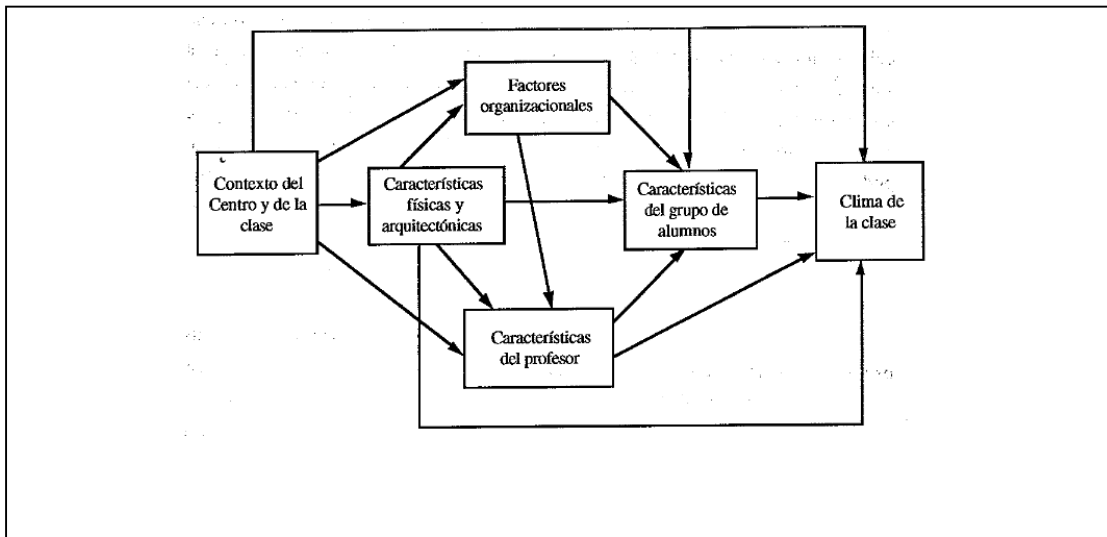 Factores
organizacionales
Contexto del
Centro y de la
clase
Características
físicas y
arquitectónicas
Características
del grupo de
alumnos
Clima de
la clase
Características
del profesor